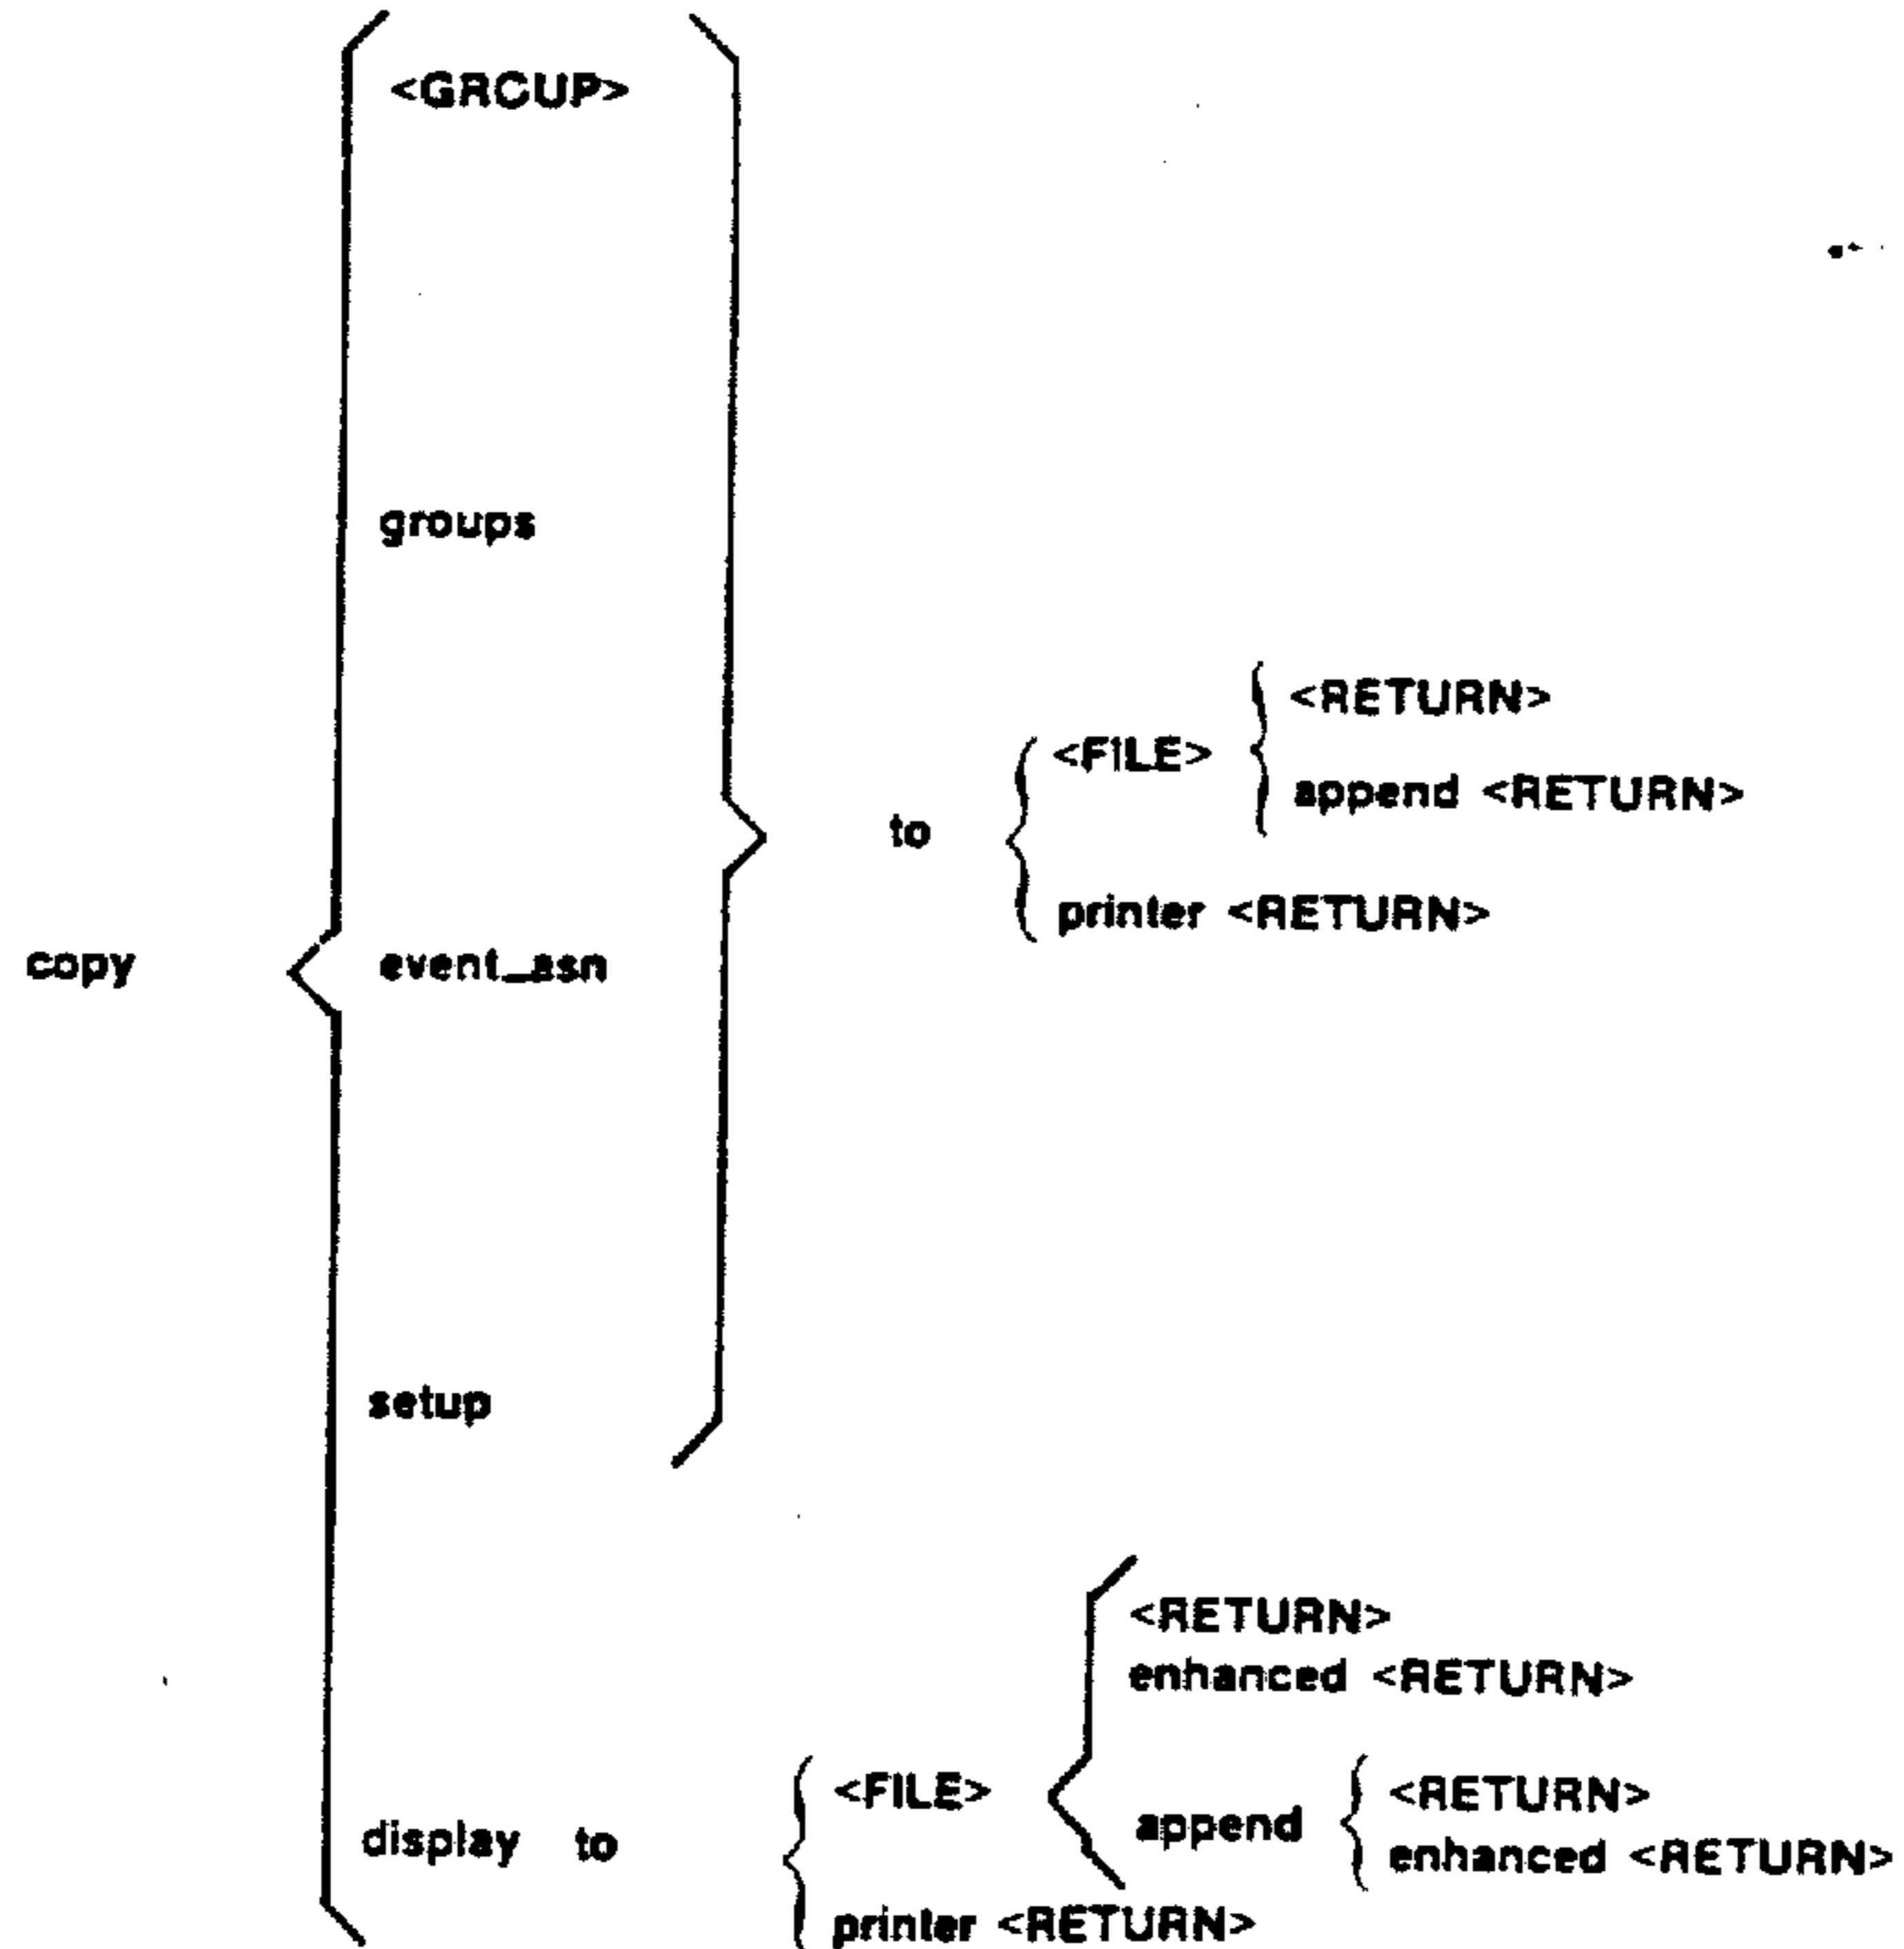 <GROUP>
groups
<RETURN>
<FILE>
append <RETURN>
to
printer <RETURN>
copy
event_asn
setup
<RETURN>
enhanced <RETURN>
<FILE>
append
<RETURN>
display to
enhanced <RETURN>
printer <RETURN>